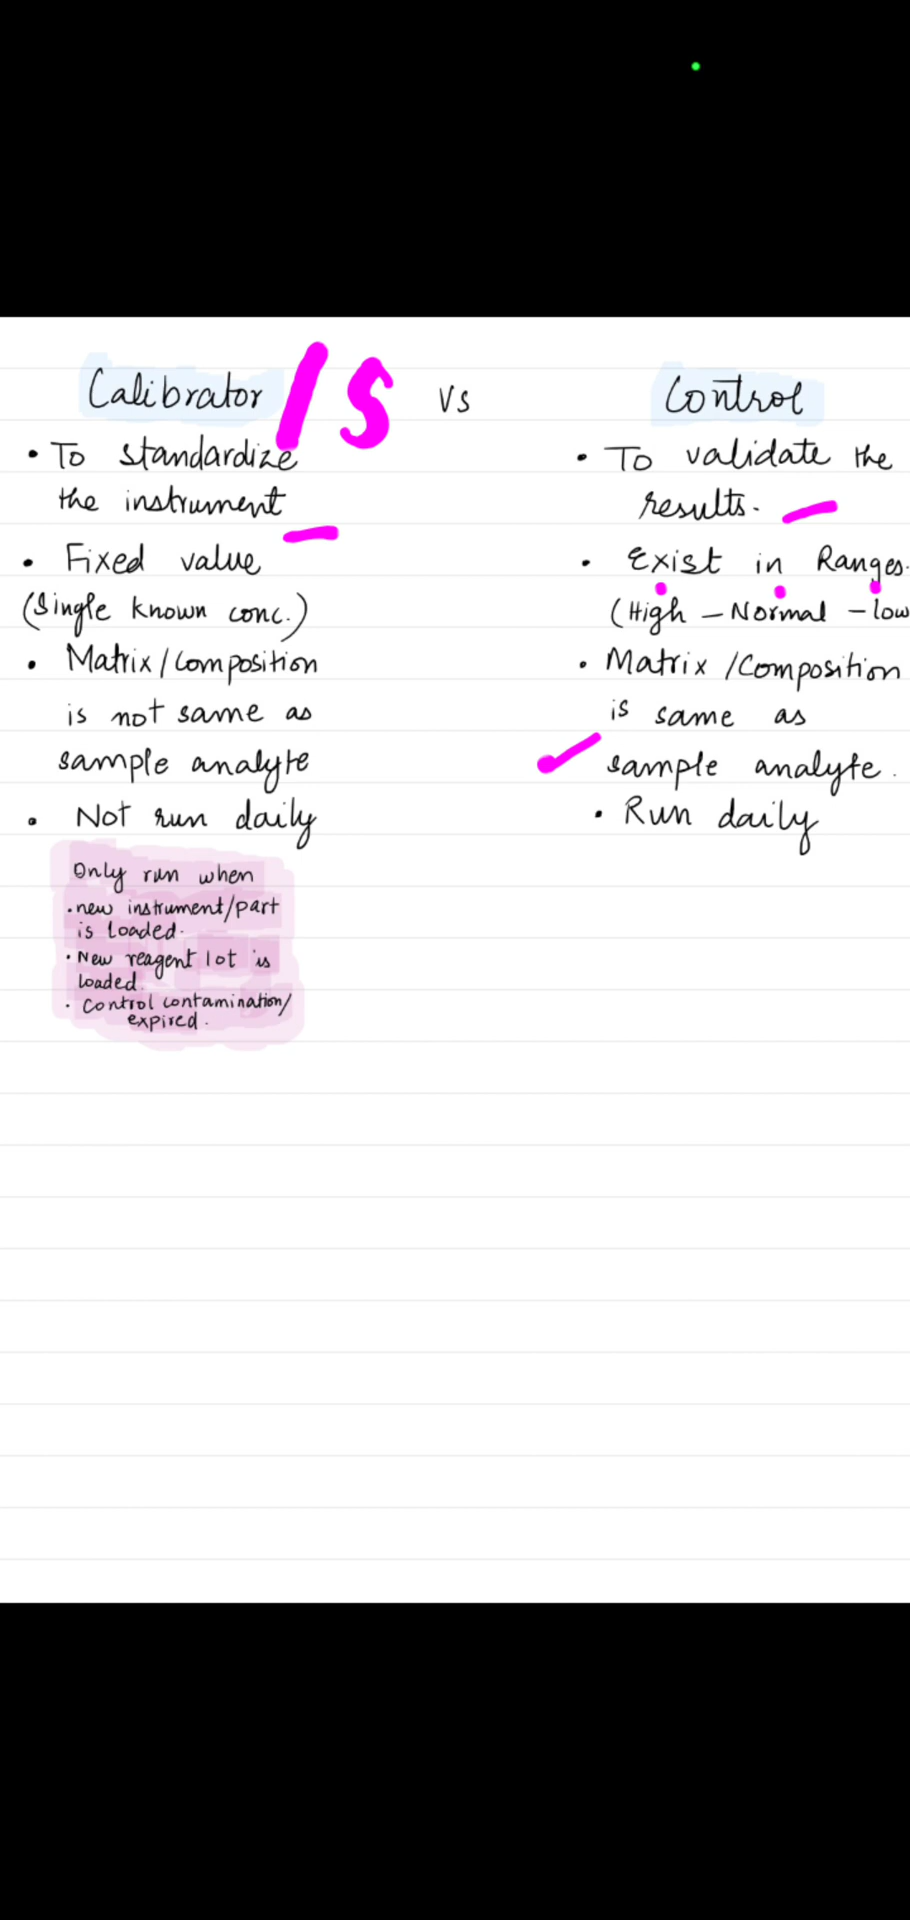 Calibrator /S vs Control
• To standardize
the instrument
• Fixed value
(Single known conc.)
• Matrix/Composition
is not same as
sample analyte
• Not run daily
Only run when
• new instrument/part
is loaded.
• New reagent lot is
loaded.
• Control contamination/
expired.
• To validate the
results.
• Exist in Ranges.
(High – Normal – low
• Matrix /Composition
is same as
sample analyte.
• Run daily